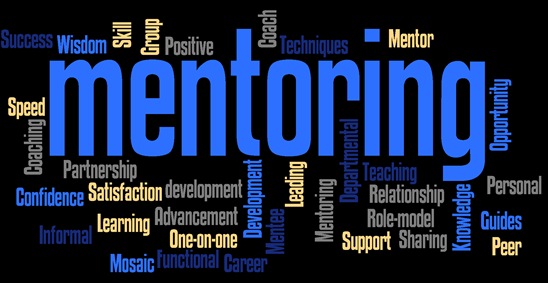 Success
Wisdom
Skill
Group
Positive
Coach
Techniques
Mentor
mentoring
Speed
Opportunity
Coaching
Partnership
Departmental
Teaching
Confidence
Satisfaction
development
Development
Leading
Mentoring
Relationship
Knowledge
Personal
Learning
Advancement
Mentee
Role-model
Guides
Informal
One-on-one
Support
Sharing
Peer
Mosaic
Functional
Career